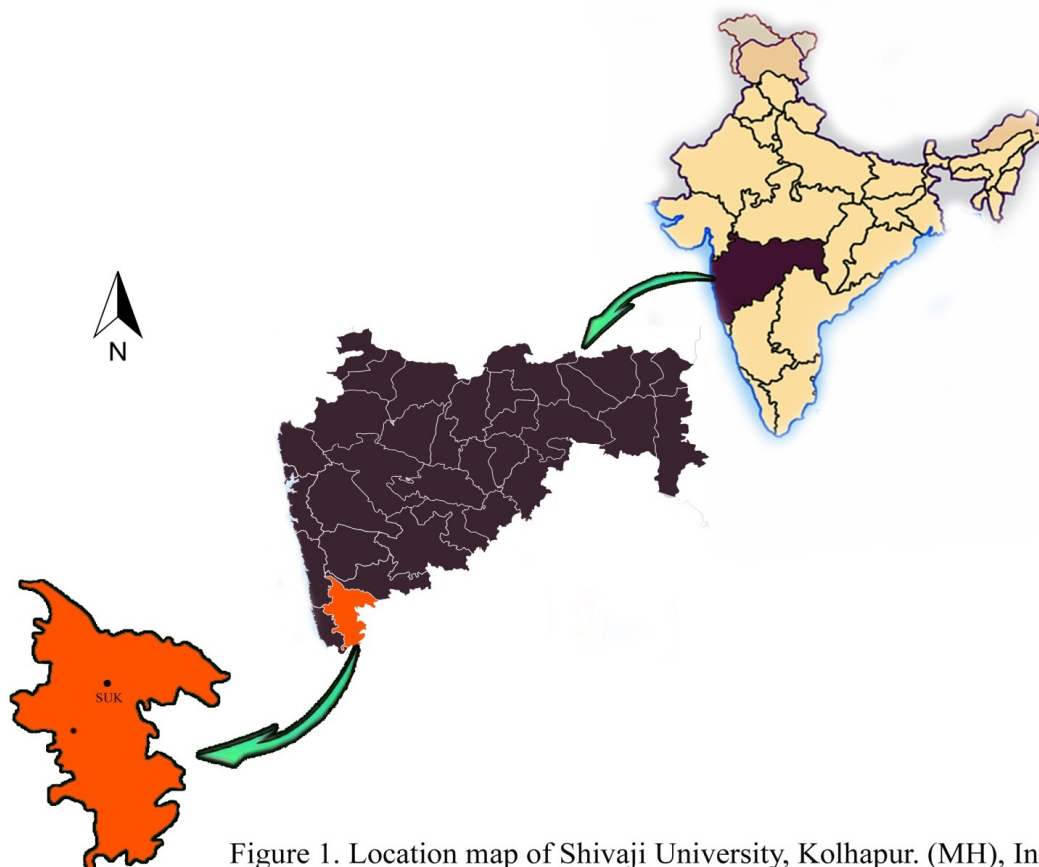 N
SUK
Figure 1. Location map of Shivaji University, Kolhapur. (MH), In